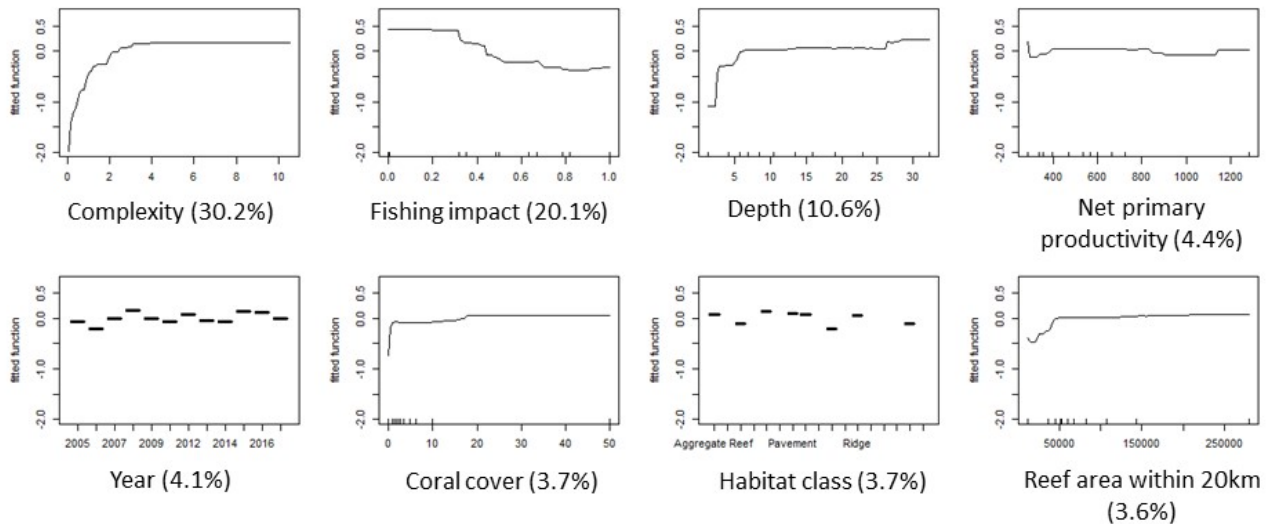 fitted function
0.5
0.0
-1.0
-2.0
0 2 4 6 8 10
Complexity (30.2%)
fitted function
0.5
0.0
-1.0
-2.0
0.0 0.2 0.4 0.6 0.8 1.0
Fishing impact (20.1%)
fitted function
0.5
0.0
-1.0
-2.0
5 10 15 20 25 30
Depth (10.6%)
fitted function
0.5
0.0
-1.0
-2.0
400 600 800 1000 1200
Net primary
productivity (4.4%)
fitted function
0.5
0.0
-1.0
-2.0
2005 2007 2009 2012 2014 2016
Year (4.1%)
fitted function
0.5
0.0
-1.0
-2.0
0 10 20 30 40 50
Coral cover (3.7%)
fitted function
0.5
0.0
-1.0
-2.0
Aggregate Reef Pavement Ridge
Habitat class (3.7%)
fitted function
0.5
0.0
-1.0
-2.0
50000 150000 250000
Reef area within 20km
(3.6%)